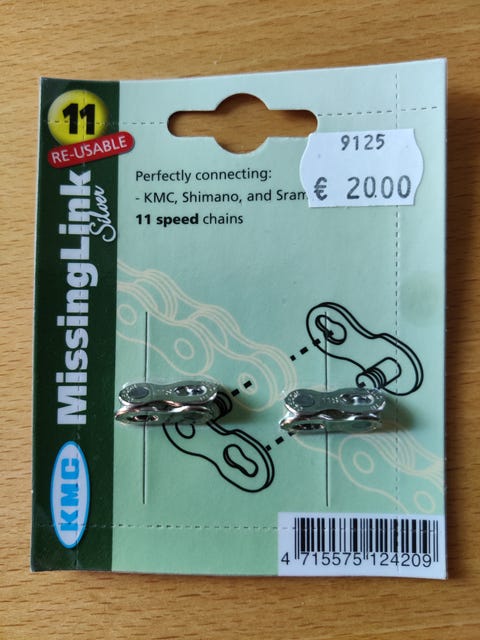 11
RE-USABLE
MissingLink
Silver
KMC
Perfectly connecting:
- KMC, Shimano, and Sram
11 speed chains
9125
€ 20.00
4 715575 124209